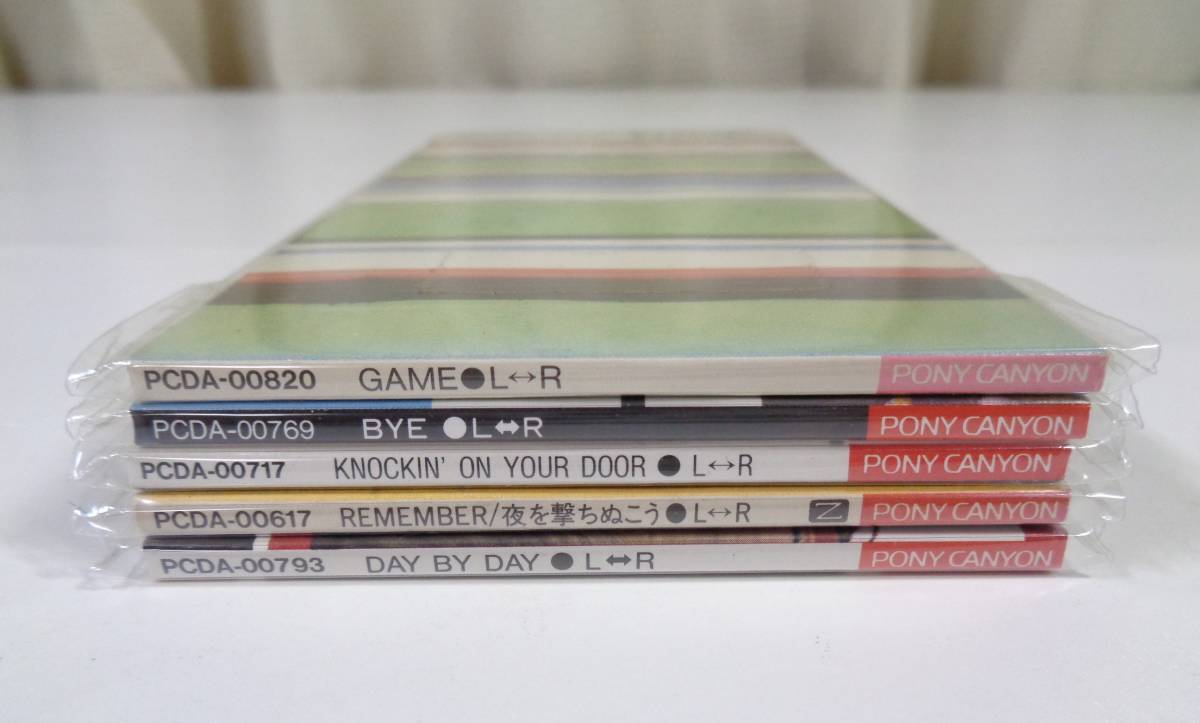 PCDA-00820 GAME●L↔R PONY CANYON
PCDA-00769 BYE ●L⬌R PONY CANYON
PCDA-00717 KNOCKIN' ON YOUR DOOR ● L↔R PONY CANYON
PCDA-00617 REMEMBER/夜を撃ちぬこう● L↔R Z PONY CANYON
PCDA-00793 DAY BY DAY ● L⬌R PONY CANYON